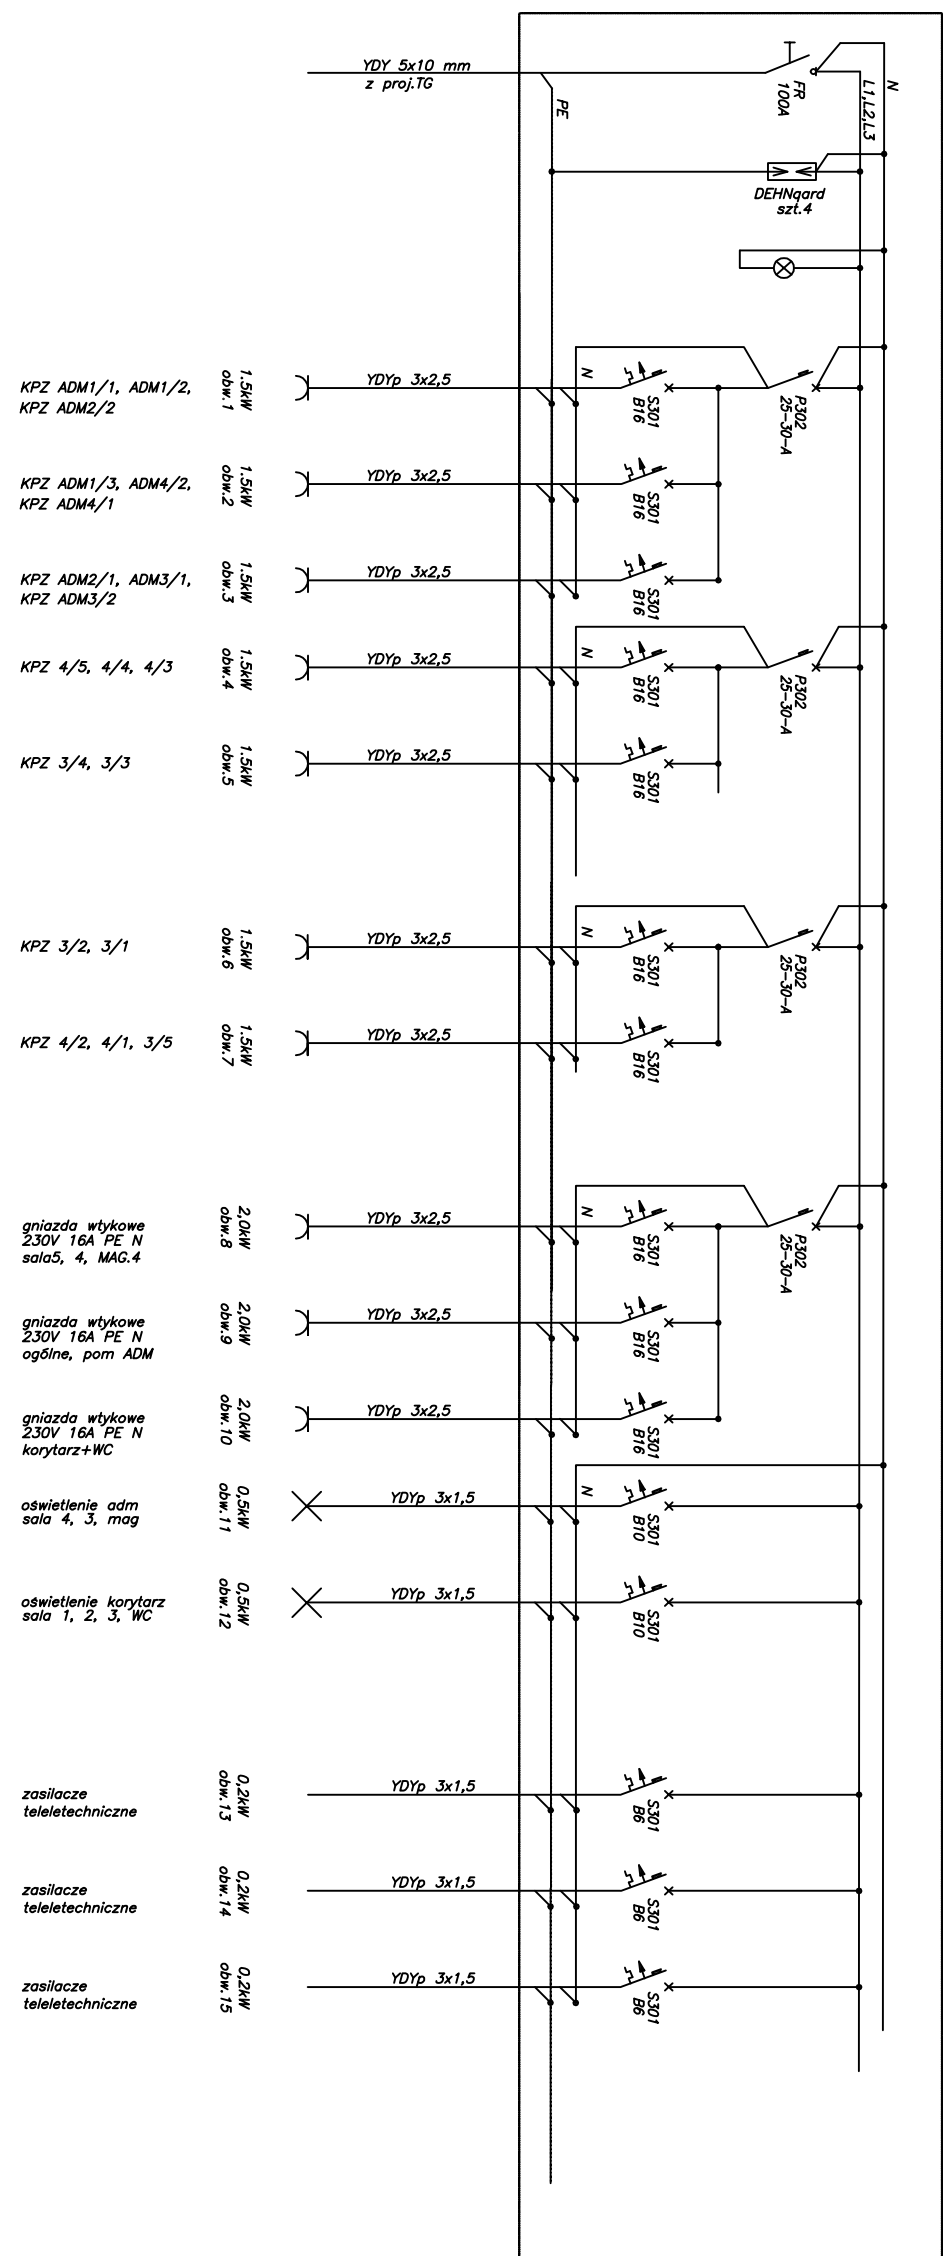 YDY 5x10 mm
z proj.TG
PE
FR
100A
N
L1,L2,L3
DEHNqard
szt.4
KPZ ADM1/1, ADM1/2,
KPZ ADM2/2
1.5kW
obw.1
YDYp 3x2,5
N
S301
B16
P302
25-30-A
KPZ ADM1/3, ADM4/2,
KPZ ADM4/1
1.5kW
obw.2
YDYp 3x2,5
S301
B16
KPZ ADM2/1, ADM3/1,
KPZ ADM3/2
1.5kW
obw.3
YDYp 3x2,5
S301
B16
KPZ 4/5, 4/4, 4/3
1.5kW
obw.4
YDYp 3x2,5
N
S301
B16
P302
25-30-A
KPZ 3/4, 3/3
1.5kW
obw.5
YDYp 3x2,5
S301
B16
KPZ 3/2, 3/1
1.5kW
obw.6
YDYp 3x2,5
N
S301
B16
P302
25-30-A
KPZ 4/2, 4/1, 3/5
1.5kW
obw.7
YDYp 3x2,5
S301
B16
gniazda wtykowe
230V 16A PE N
sala5, 4, MAG.4
2,0kW
obw.8
YDYp 3x2,5
N
S301
B16
P302
25-30-A
gniazda wtykowe
230V 16A PE N
ogólne, pom ADM
2,0kW
obw.9
YDYp 3x2,5
S301
B16
gniazda wtykowe
230V 16A PE N
korytarz+WC
2,0kW
obw.10
YDYp 3x2,5
S301
B16
oświetlenie adm
sala 4, 3, mag
0,5kW
obw.11
YDYp 3x1,5
N
S301
B10
oświetlenie korytarz
sala 1, 2, 3, WC
0,5kW
obw.12
YDYp 3x1,5
S301
B10
zasilacze
teleletechniczne
0,2kW
obw.13
YDYp 3x1,5
S301
B6
zasilacze
teleletechniczne
0,2kW
obw.14
YDYp 3x1,5
S301
B6
zasilacze
teleletechniczne
0,2kW
obw.15
YDYp 3x1,5
S301
B6